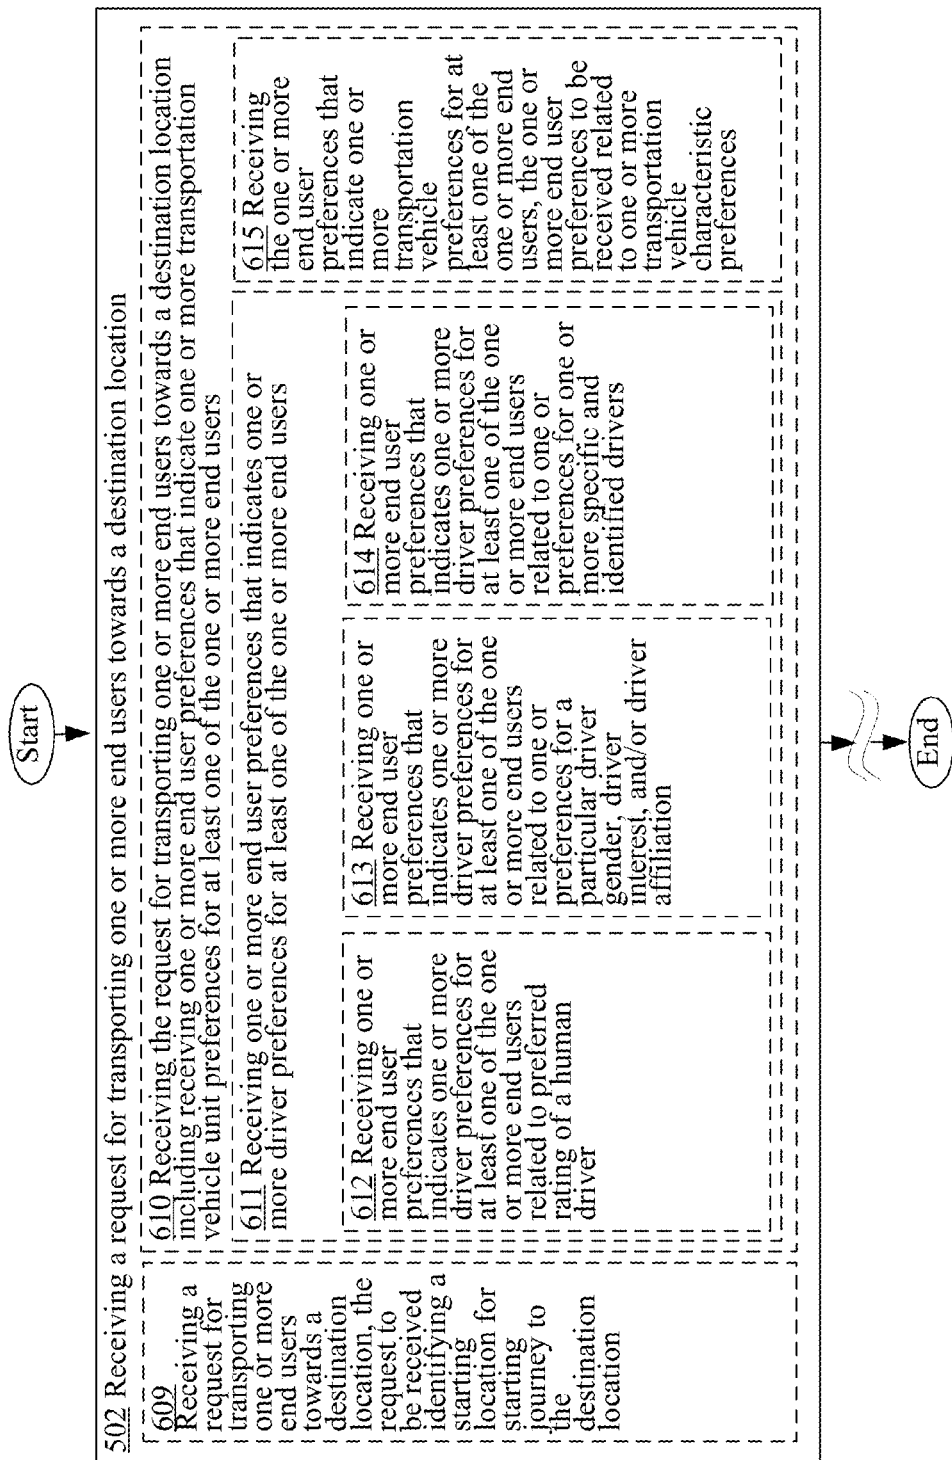 Start
502 Receiving a request for transporting one or more end users towards a destination location
609
Receiving a
request for
transporting
one or more
end users
towards a
destination
location, the
request to
be received
identifying a
starting
location for
starting
journey to
the
destination
location
610 Receiving the request for transporting one or more end users towards a destination location
including receiving one or more end user preferences that indicate one or more transportation
vehicle unit preferences for at least one of the one or more end users
611 Receiving one or more end user preferences that indicates one or
more driver preferences for at least one of the one or more end users
612 Receiving one or
more end user
preferences that
indicates one or more
driver preferences for
at least one of the one
or more end users
related to preferred
rating of a human
driver
613 Receiving one or
more end user
preferences that
indicates one or more
driver preferences for
at least one of the one
or more end users
related to one or
preferences for a
particular driver
gender, driver
interest, and/or driver
affiliation
614 Receiving one or
more end user
preferences that
indicates one or more
driver preferences for
at least one of the one
or more end users
related to one or
preferences for one or
more specific and
identified drivers
615 Receiving
the one or more
end user
preferences that
indicate one or
more
transportation
vehicle
preferences for at
least one of the
one or more end
users, the one or
more end user
preferences to be
received related
to one or more
transportation
vehicle
characteristic
preferences
End